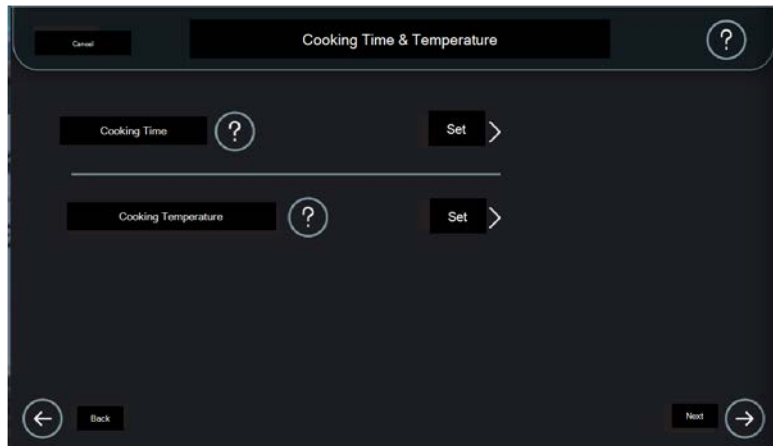 Cancel
Cooking Time & Temperature
?
Cooking Time
?
Set
Cooking Temperature
?
Set
Back
Next